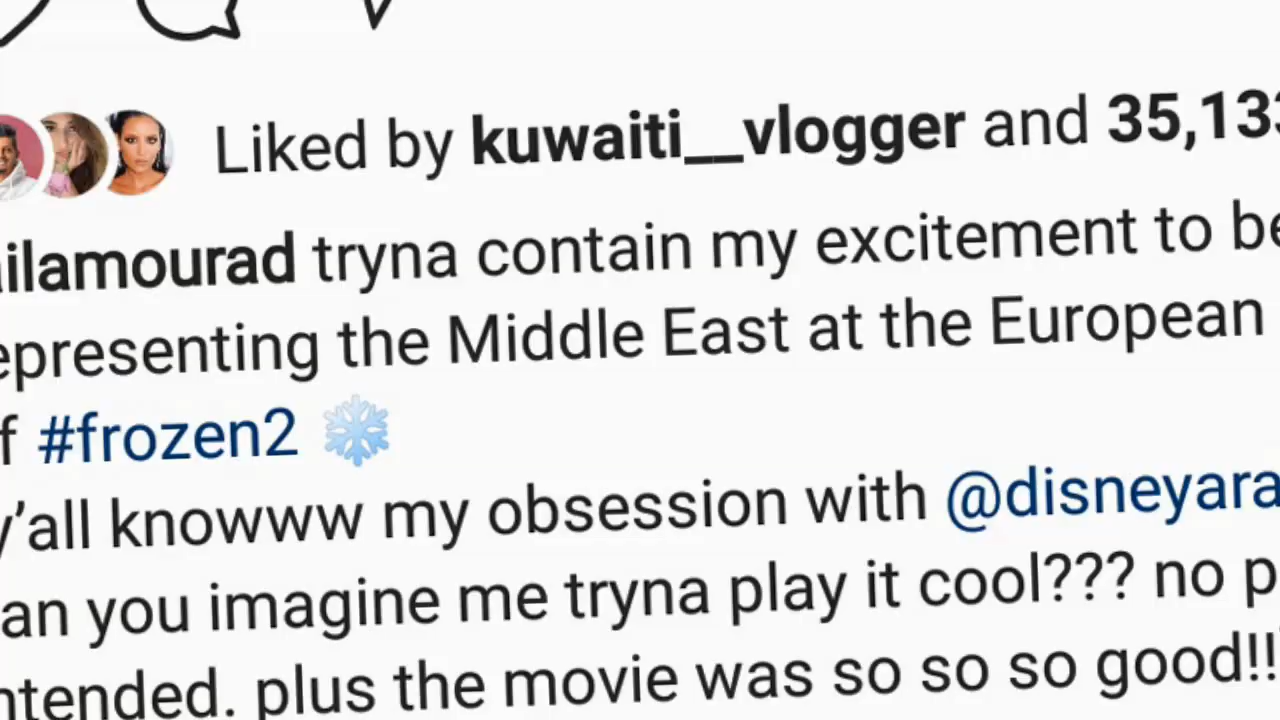 Liked by kuwaiti__vlogger and 35,133
ilamourad tryna contain my excitement to be
epresenting the Middle East at the European
f #frozen2 ❄️
y’all knowww my obsession with @disneyara
an you imagine me tryna play it cool??? no p
ntended. plus the movie was so so so good!!